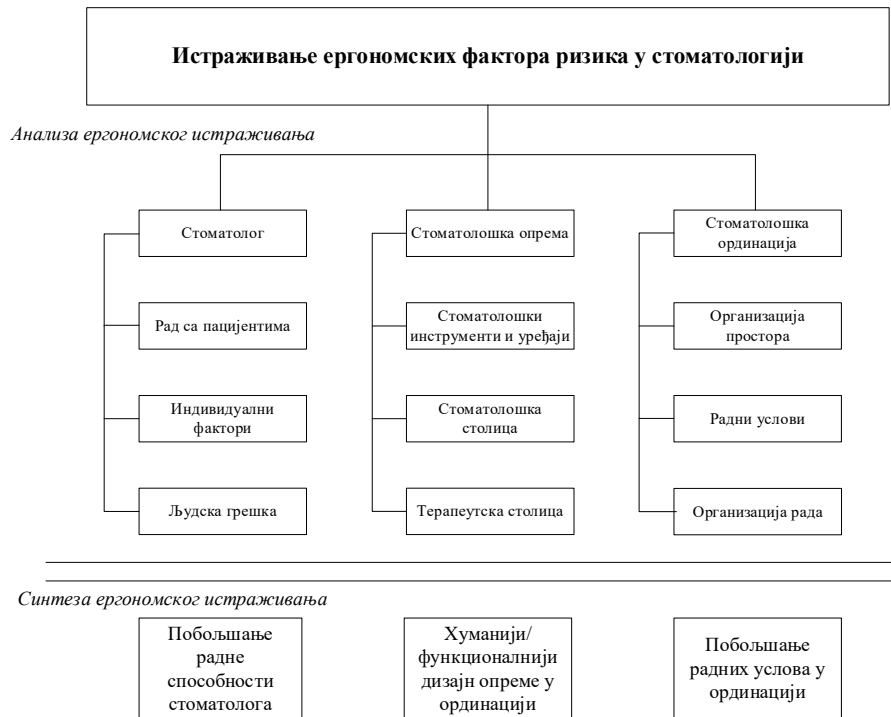 Истраживање ергономских фактора ризика у стоматологији
Анализа ергономског истраживања
Стоматолог
Стоматолошка опрема
Стоматолошка
ординација
Рад са пацијентима
Стоматолошки
инструменти и уређаји
Организација
простора
Индивидуални
фактори
Стоматолошка
столица
Радни услови
Људска грешка
Терапеутска столица
Организација рада
Синтеза ергономског истраживања
Побољшање
радне
способности
стоматолога
Хуманији/
функционалнији
дизајн опреме у
ординацији
Побољшање
радних услова у
ординацији